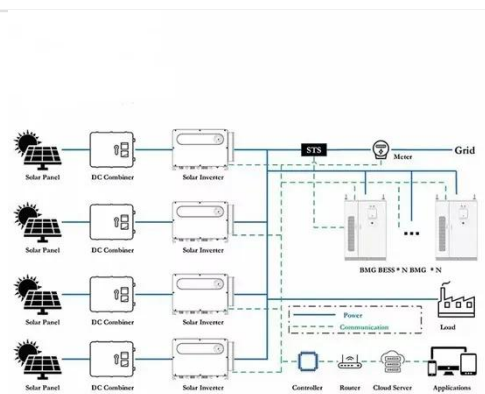 STS
Meter
Grid
Solar Panel
DC Combiner
Solar Inverter
Solar Panel
DC Combiner
Solar Inverter
BMG BESS * N BMG * N
Solar Panel
DC Combiner
Solar Inverter
Power
Communication
Load
Solar Panel
DC Combiner
Solar Inverter
Controller
Router
Cloud Server
Applications